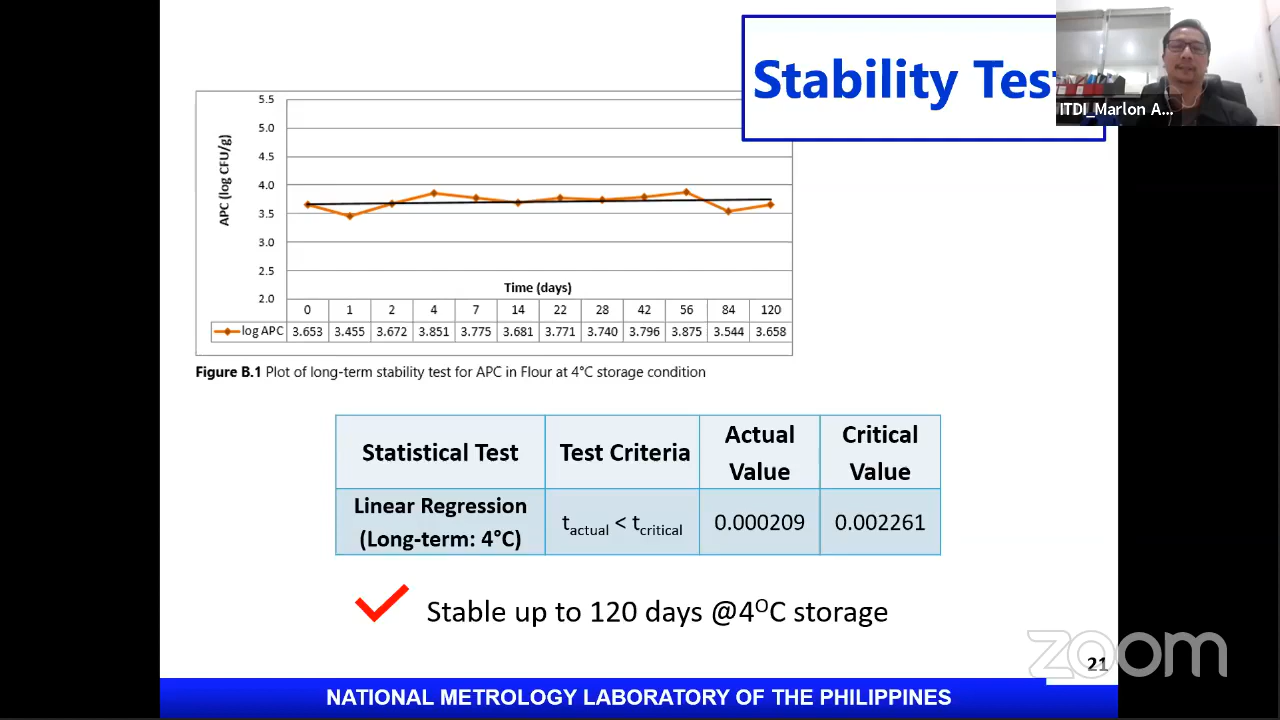 Stability Tes
ITDI_Marlon A...
APC (log CFU/g)
5.5
5.0
4.5
4.0
3.5
3.0
2.5
2.0
Time (days)
0 1 2 4 7 14 22 28 42 56 84 120
log APC 3.653 3.455 3.672 3.851 3.775 3.681 3.771 3.740 3.796 3.875 3.544 3.658
Figure B.1 Plot of long-term stability test for APC in Flour at 4°C storage condition
Statistical Test Test Criteria Actual Value Critical Value
Linear Regression
(Long-term: 4°C)
tactual < tcritical 0.000209 0.002261
Stable up to 120 days @4ᴼC storage
zoom
21
NATIONAL METROLOGY LABORATORY OF THE PHILIPPINES